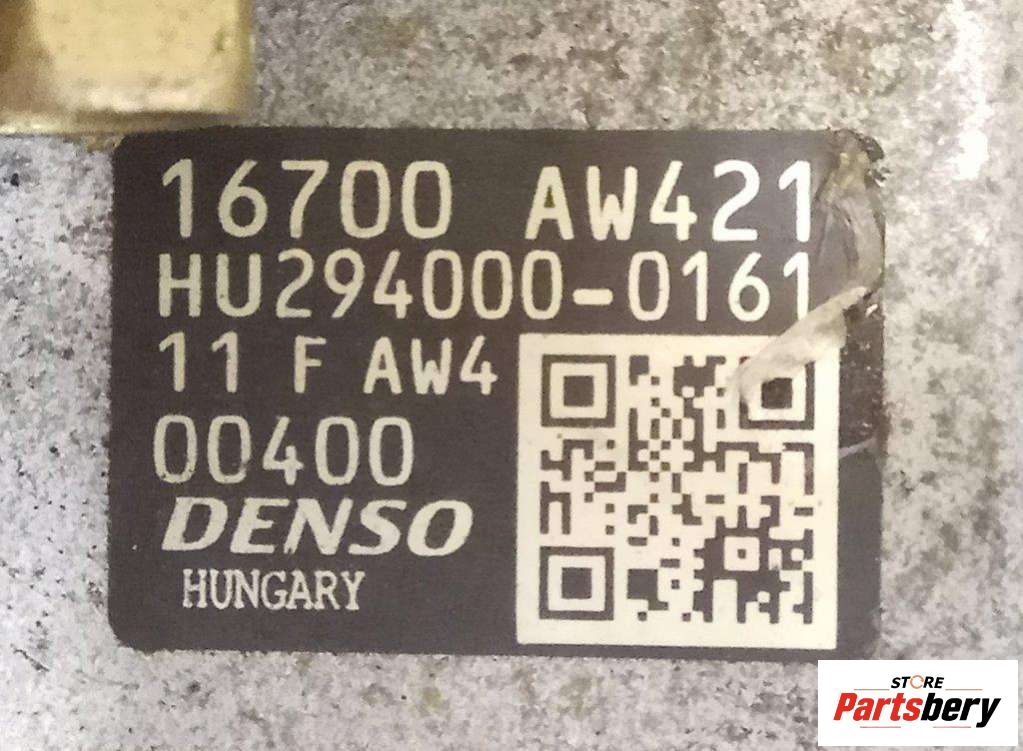 16700 AW421
HU294000-0161
11 F AW4
00400
DENSO
HUNGARY
STORE
Partsbery